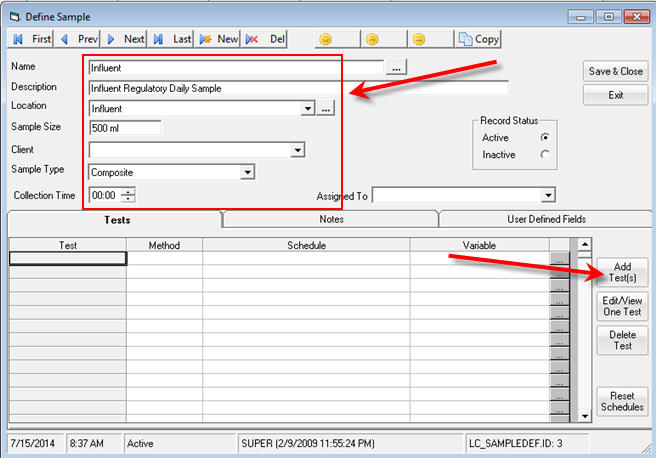 Define Sample
First Prev Next Last New Del Copy
Name Influent ...
Description Influent Regulatory Daily Sample
Location Influent ...
Sample Size 500 ml
Client
Sample Type Composite
Collection Time 00:00
Assigned To
Save & Close
Exit
Record Status
Active
Inactive
Tests Notes User Defined Fields
Test Method Schedule Variable
...
...
...
...
...
...
...
...
...
...
...
...
Add Test(s)
Edit/View One Test
Delete Test
Reset Schedules
7/15/2014 8:37 AM Active SUPER (2/9/2009 11:55:24 PM) LC_SAMPLEDEF.ID: 3